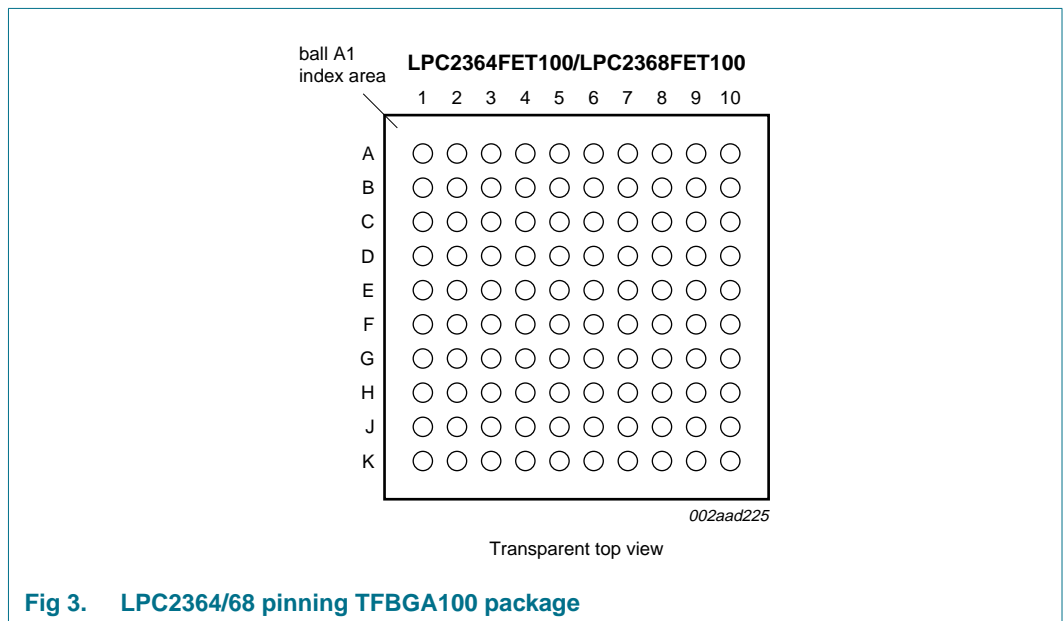 ball A1
index area
LPC2364FET100/LPC2368FET100
1 2 3 4 5 6 7 8 9 10
A
B
C
D
E
F
G
H
J
K
002aad225
Transparent top view
Fig 3. LPC2364/68 pinning TFBGA100 package